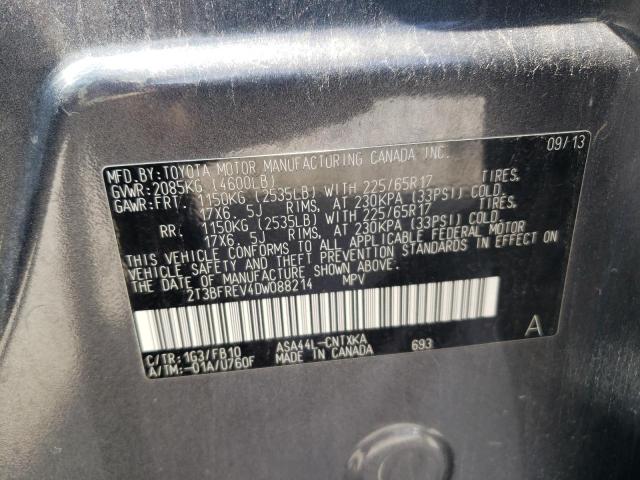 MFD. BY: TOYOTA MOTOR MANUFACTURING CANADA INC. 09/13
GVWR: 2085KG (4600LB)
GAWR: FRT. 1150KG (2535LB) WITH 225/65R17 TIRES,
17X6. 5J RIMS, AT 230KPA (33PSI) COLD.
RR. 1150KG (2535LB) WITH 225/65R17 TIRES,
17X6. 5J RIMS, AT 230KPA (33PSI) COLD.
THIS VEHICLE CONFORMS TO ALL APPLICABLE FEDERAL MOTOR
VEHICLE SAFETY AND THEFT PREVENTION STANDARDS IN EFFECT ON
THE DATE OF MANUFACTURE SHOWN ABOVE.
2T3BFREV4DW088214 MPV
A
C/TR: 1G3/FB10 ASA44L-CNTXKA 693
A/TM: -01A/U760F MADE IN CANADA